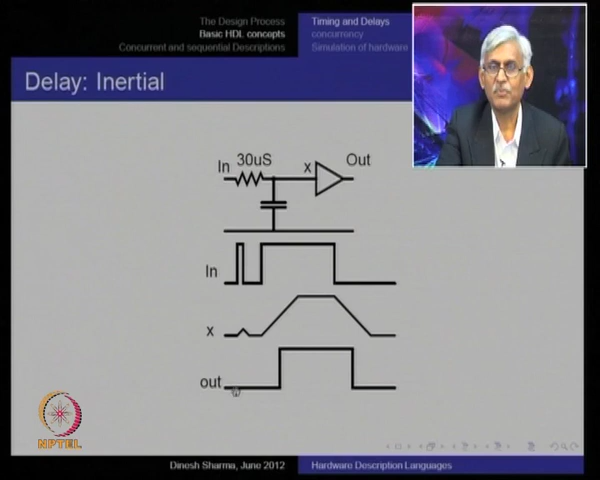 The Design Process
Basic HDL concepts
Concurrent and sequential Descriptions
Timing and Delays
concurrency
Simulation of hardware
Delay: Inertial
In 30uS x Out
In
x
out
NPTEL
Dinesh Sharma, June 2012
Hardware Description Languages